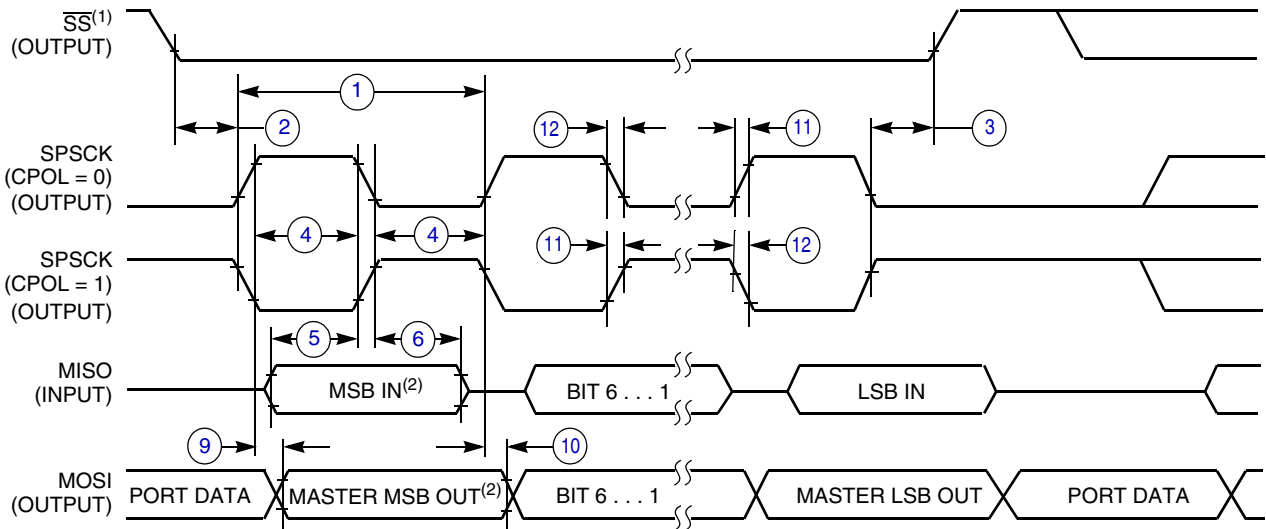 SS(1)
(OUTPUT)
1
2
12
11
3
SPSCK
(CPOL = 0)
(OUTPUT)
4
4
11
12
SPSCK
(CPOL = 1)
(OUTPUT)
5
6
MISO
(INPUT)
MSB IN(2)
BIT 6 . . . 1
LSB IN
9
10
MOSI
(OUTPUT)
PORT DATA
MASTER MSB OUT(2)
BIT 6 . . . 1
MASTER LSB OUT
PORT DATA